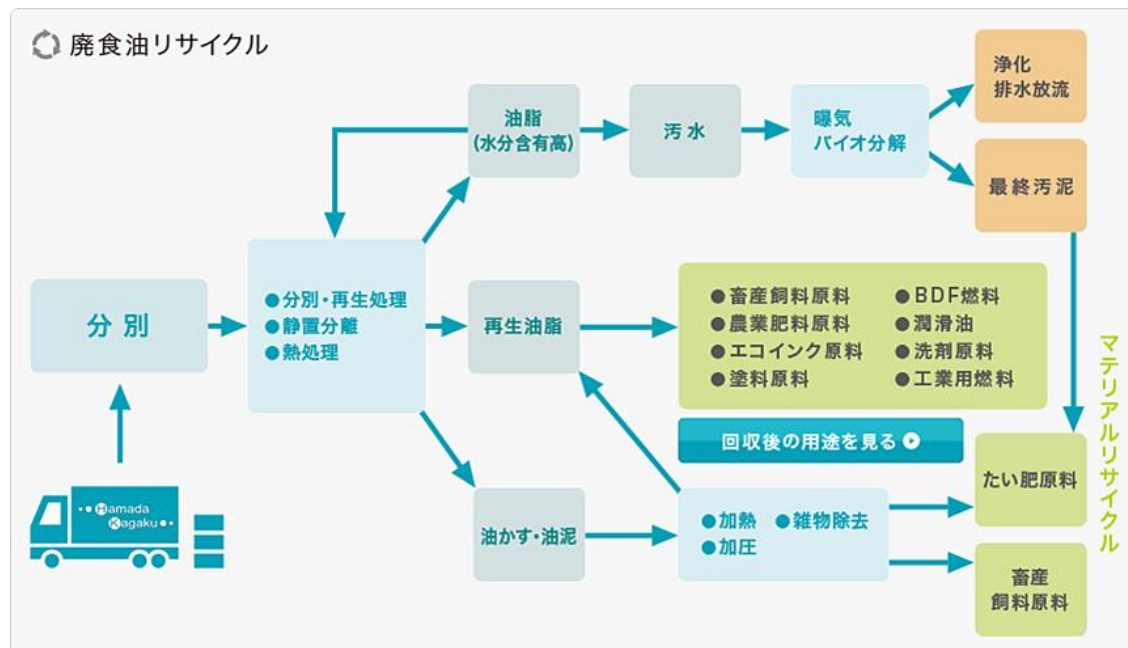 廃食油リサイクル
油脂
(水分含有高)
汚水
曝気
バイオ分解
浄化
排水放流
最終汚泥
分別
●分別・再生処理
●静置分離
●熱処理
再生油脂
●畜産飼料原料
●農業肥料原料
●エコインク原料
●塗料原料
●BDF燃料
●潤滑油
●洗剤原料
●工業用燃料
マテリアルリサイクル
回収後の用途を見る
たい肥原料
Hamada
Kagaku
油かす・油泥
●加熱 ●雑物除去
●加圧
畜産
飼料原料